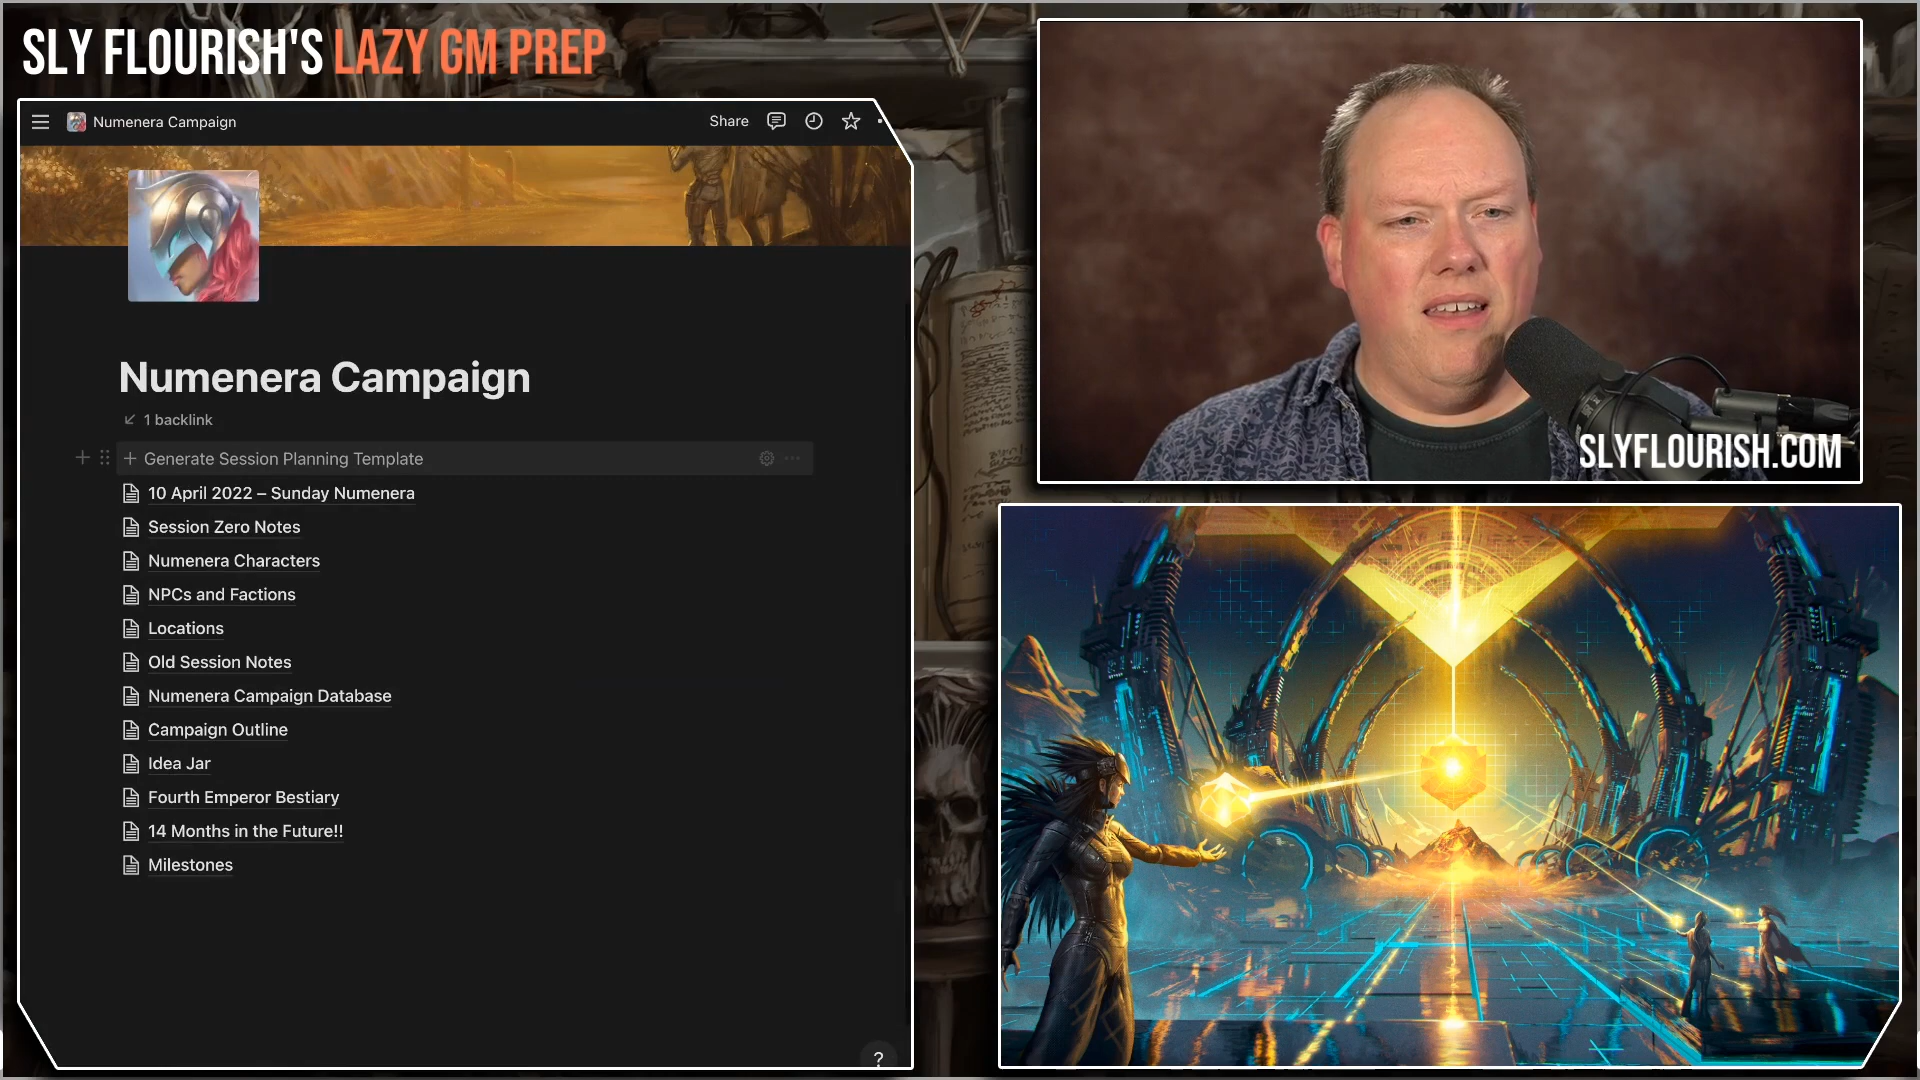 SLY FLOURISH'S LAZY GM PREP
Numenera Campaign
Share
Numenera Campaign
1 backlink
Generate Session Planning Template
10 April 2022 – Sunday Numenera
Session Zero Notes
Numenera Characters
NPCs and Factions
Locations
Old Session Notes
Numenera Campaign Database
Campaign Outline
Idea Jar
Fourth Emperor Bestiary
14 Months in the Future!!
Milestones
?
SLYFLOURISH.COM